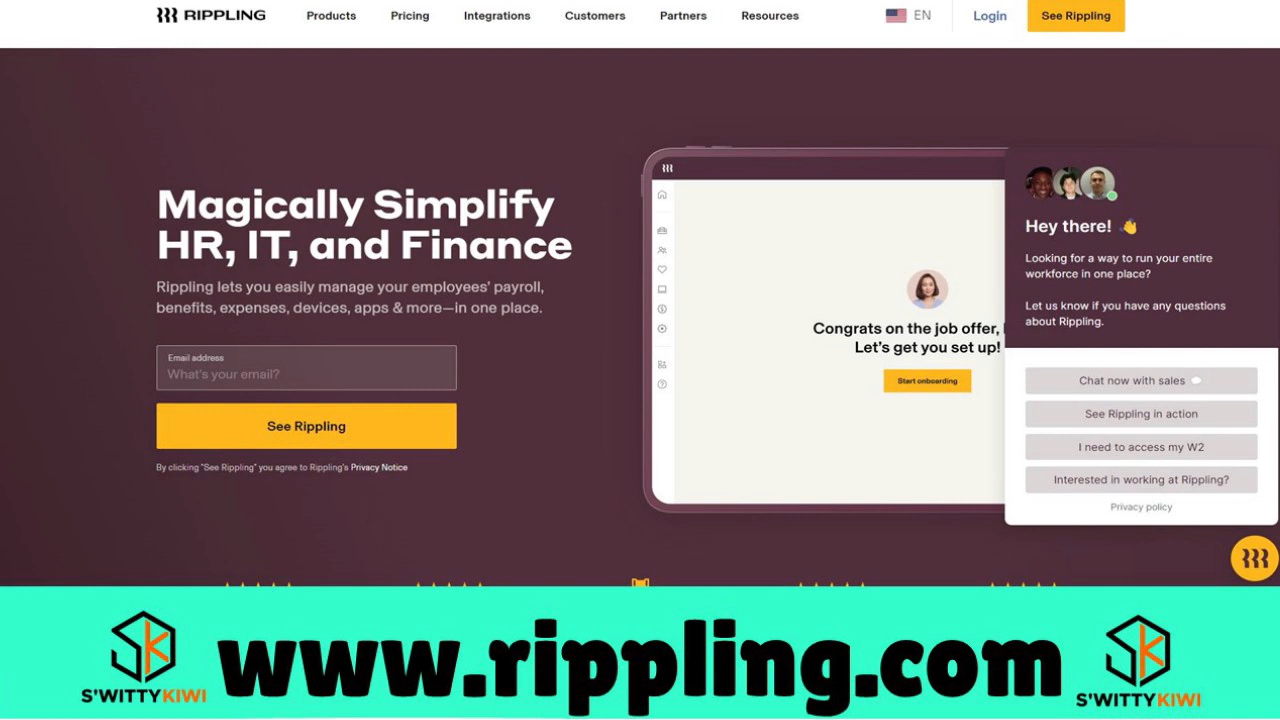 RIPPLING
Products
Pricing
Integrations
Customers
Partners
Resources
EN
Login
See Rippling
Magically Simplify
HR, IT, and Finance
Rippling lets you easily manage your employees' payroll,
benefits, expenses, devices, apps & more—in one place.
Email address
What's your email?
See Rippling
By clicking "See Rippling" you agree to Rippling's Privacy Notice
Congrats on the job offer,
Let's get you set up!
Start onboarding
Hey there! 👋
Looking for a way to run your entire
workforce in one place?
Let us know if you have any questions
about Rippling.
Chat now with sales 💬
See Rippling in action
I need to access my W2
Interested in working at Rippling?
Privacy policy
SK
S'WITTYKIWI
www.rippling.com
SK
S'WITTYKIWI